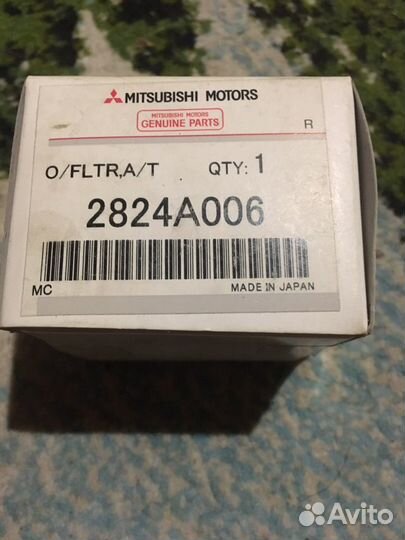 MITSUBISHI MOTORS
MITSUBISHI MOTORS
GENUINE PARTS
R
O/FLTR,A/T QTY: 1
2824A006
MC MADE IN JAPAN
Avito